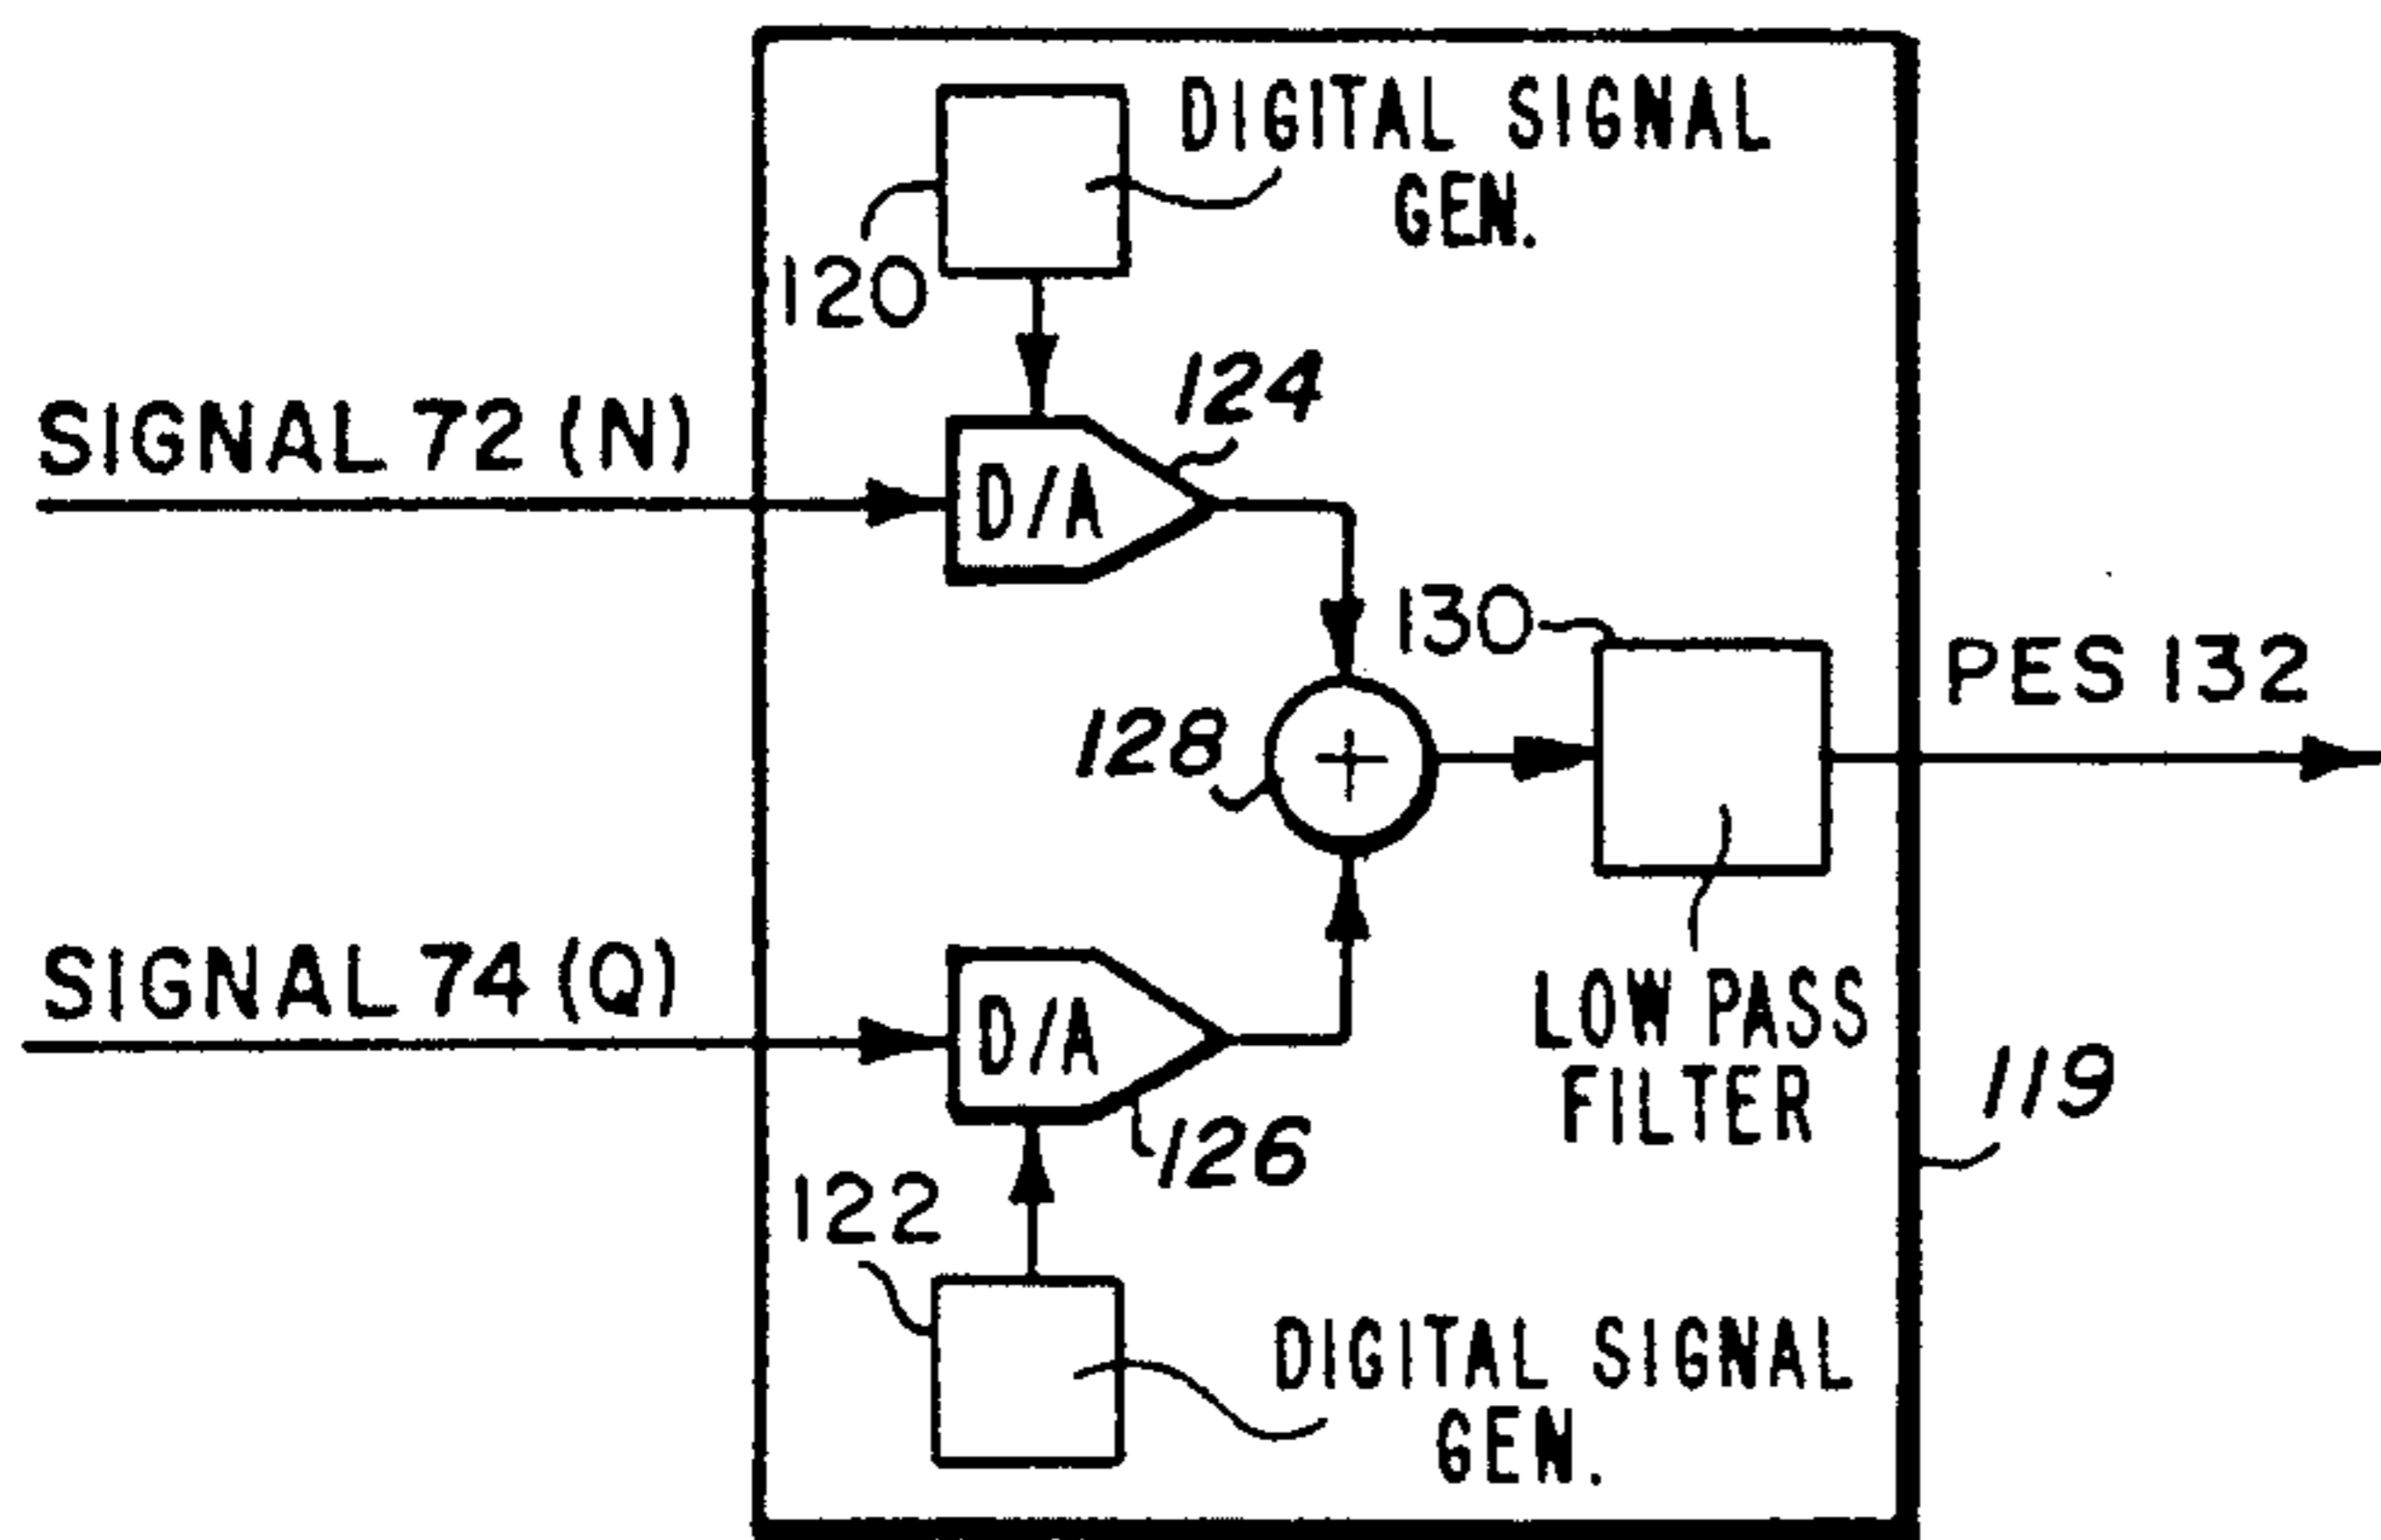 DIGITAL SIGNAL
GEN.
120
124
SIGNAL 72 (N)
D/A
130
PES 132
128
SIGNAL 74 (Q)
D/A
LOW PASS
FILTER
119
126
122
DIGITAL SIGNAL
GEN.